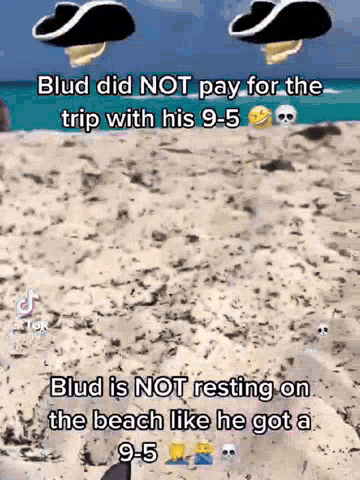 Blud did NOT pay for the
trip with his 9-5 🤣💀
TikTok
Blud is NOT resting on
the beach like he got a
9-5 🤦‍♂️🙅‍♂️💀